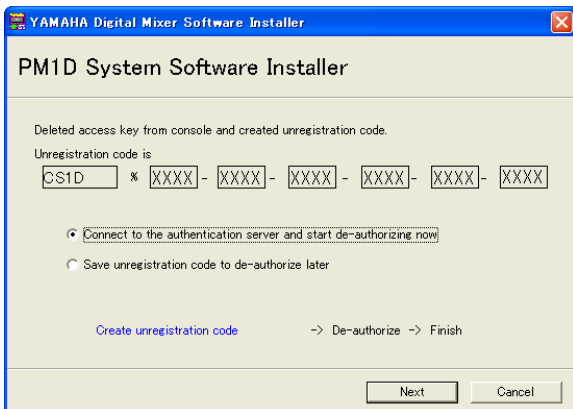 YAMAHA Digital Mixer Software Installer
PM1D System Software Installer
Deleted access key from console and created unregistration code.
Unregistration code is
CS1D % XXXX - XXXX - XXXX - XXXX - XXXX - XXXX
Connect to the authentication server and start de-authorizing now
Save unregistration code to de-authorize later
Create unregistration code -> De-authorize -> Finish
Next Cancel